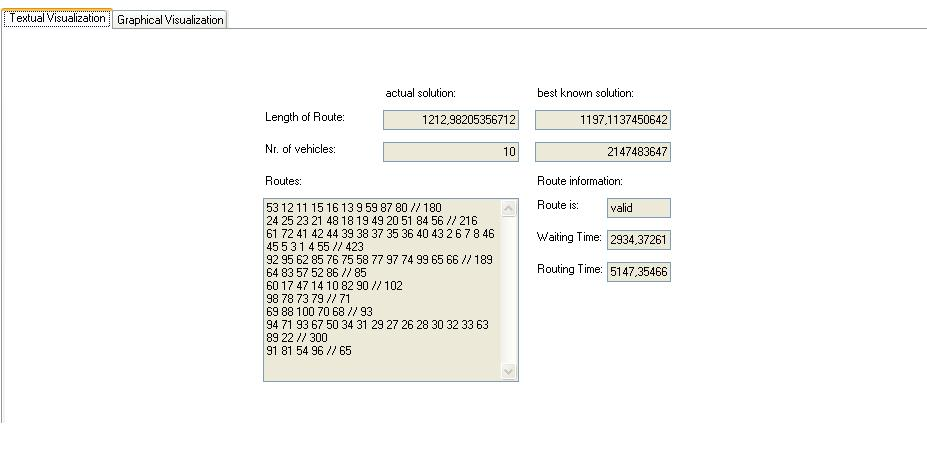 Textual Visualization
Graphical Visualization
actual solution:
best known solution:
Length of Route:
1212,98205356712
1197,1137450642
Nr. of vehicles:
10
2147483647
Routes:
Route information:
53 12 11 15 16 13 9 59 87 80 // 180
24 25 23 21 48 18 19 49 20 51 84 56 // 216
61 72 41 42 44 39 38 37 35 36 40 43 2 6 7 8 46
45 5 3 1 4 55 // 423
92 95 62 85 76 75 58 77 97 74 99 65 66 // 189
64 83 57 52 86 // 85
60 17 47 14 10 82 90 // 102
98 78 73 79 // 71
69 88 100 70 68 // 93
94 71 93 67 50 34 31 29 27 26 28 30 32 33 63
89 22 // 300
91 81 54 96 // 65
Route is:
valid
Waiting Time:
2934,37261
Routing Time:
5147,35466